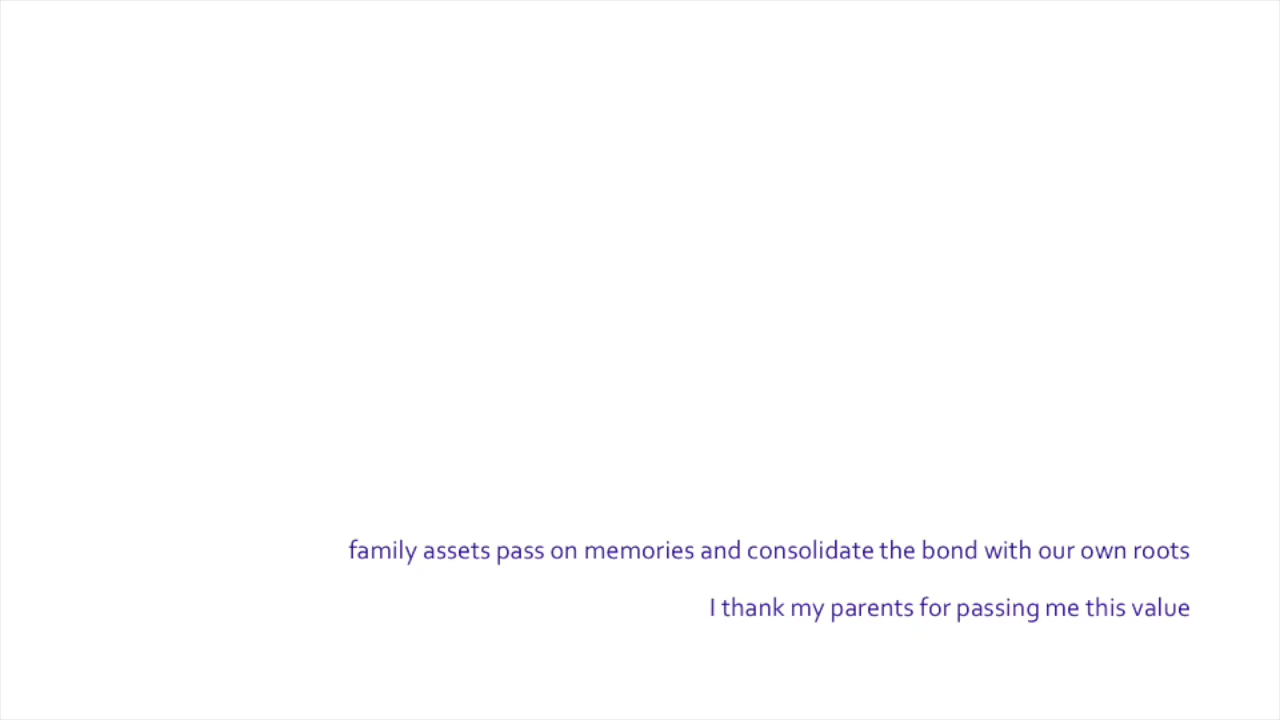 family assets pass on memories and consolidate the bond with our own roots
I thank my parents for passing me this value